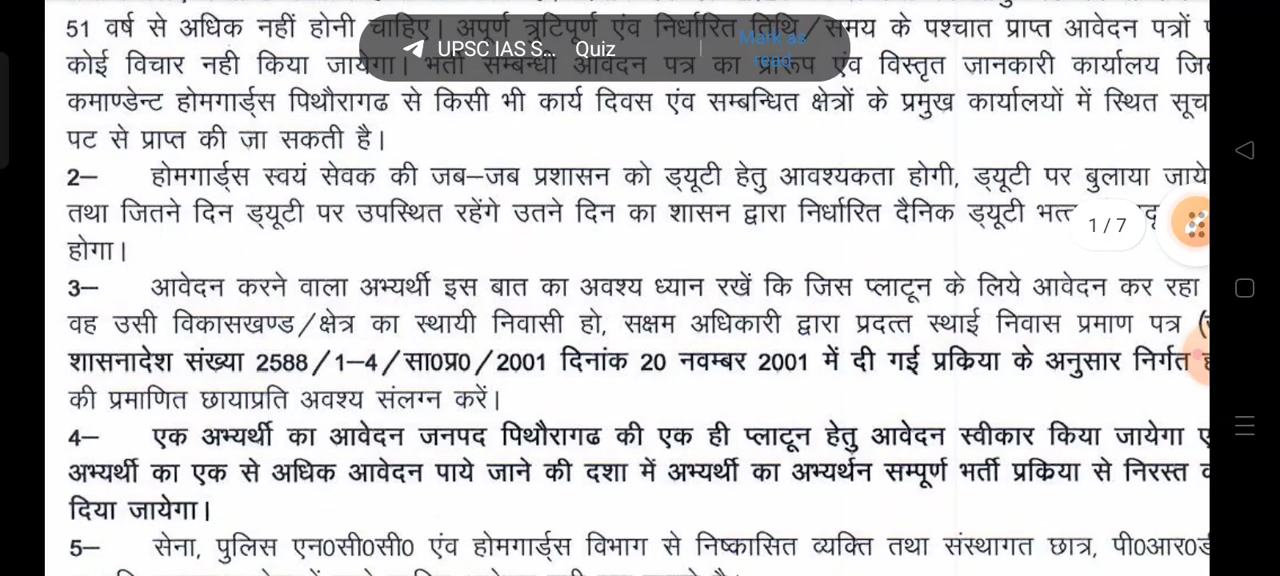 51 वर्ष से अधिक नहीं होनी चाहिए। अपूर्ण त्रुटिपूर्ण एंव निर्धारित तिथि/समय के पश्चात प्राप्त आवेदन पत्रों
UPSC IAS S... Quiz
Mark as read
कोई विचार नही किया जायेगा। भर्ती सम्बन्धी आवेदन पत्र का प्रारूप एंव विस्तृत जानकारी कार्यालय
कमाण्डेन्ट होमगार्ड्स पिथौरागढ से किसी भी कार्य दिवस एंव सम्बन्धित क्षेत्रों के प्रमुख कार्यालयों में स्थित
पट से प्राप्त की जा सकती है।
2– होमगार्ड्स स्वयं सेवक की जब–जब प्रशासन को ड्यूटी हेतु आवश्यकता होगी, ड्यूटी पर बुलाया जाये
तथा जितने दिन ड्यूटी पर उपस्थित रहेंगे उतने दिन का शासन द्वारा निर्धारित दैनिक ड्यूटी
1 / 7
होगा।
3– आवेदन करने वाला अभ्यर्थी इस बात का अवश्य ध्यान रखें कि जिस प्लाटून के लिये आवेदन कर रहा
वह उसी विकासखण्ड/क्षेत्र का स्थायी निवासी हो, सक्षम अधिकारी द्वारा प्रदत्त स्थाई निवास प्रमाण पत्र
शासनादेश संख्या 2588/1–4/सा0प्र0/2001 दिनांक 20 नवम्बर 2001 में दी गई प्रकिया के अनुसार निर्गत
की प्रमाणित छायाप्रति अवश्य संलग्न करें।
4– एक अभ्यर्थी का आवेदन जनपद पिथौरागढ की एक ही प्लाटून हेतु आवेदन स्वीकार किया जायेगा
अभ्यर्थी का एक से अधिक आवेदन पाये जाने की दशा में अभ्यर्थी का अभ्यर्थन सम्पूर्ण भर्ती प्रकिया से निरस्त
दिया जायेगा।
5– सेना, पुलिस एन0सी0सी0 एंव होमगार्ड्स विभाग से निष्कासित व्यक्ति तथा संस्थागत छात्र,